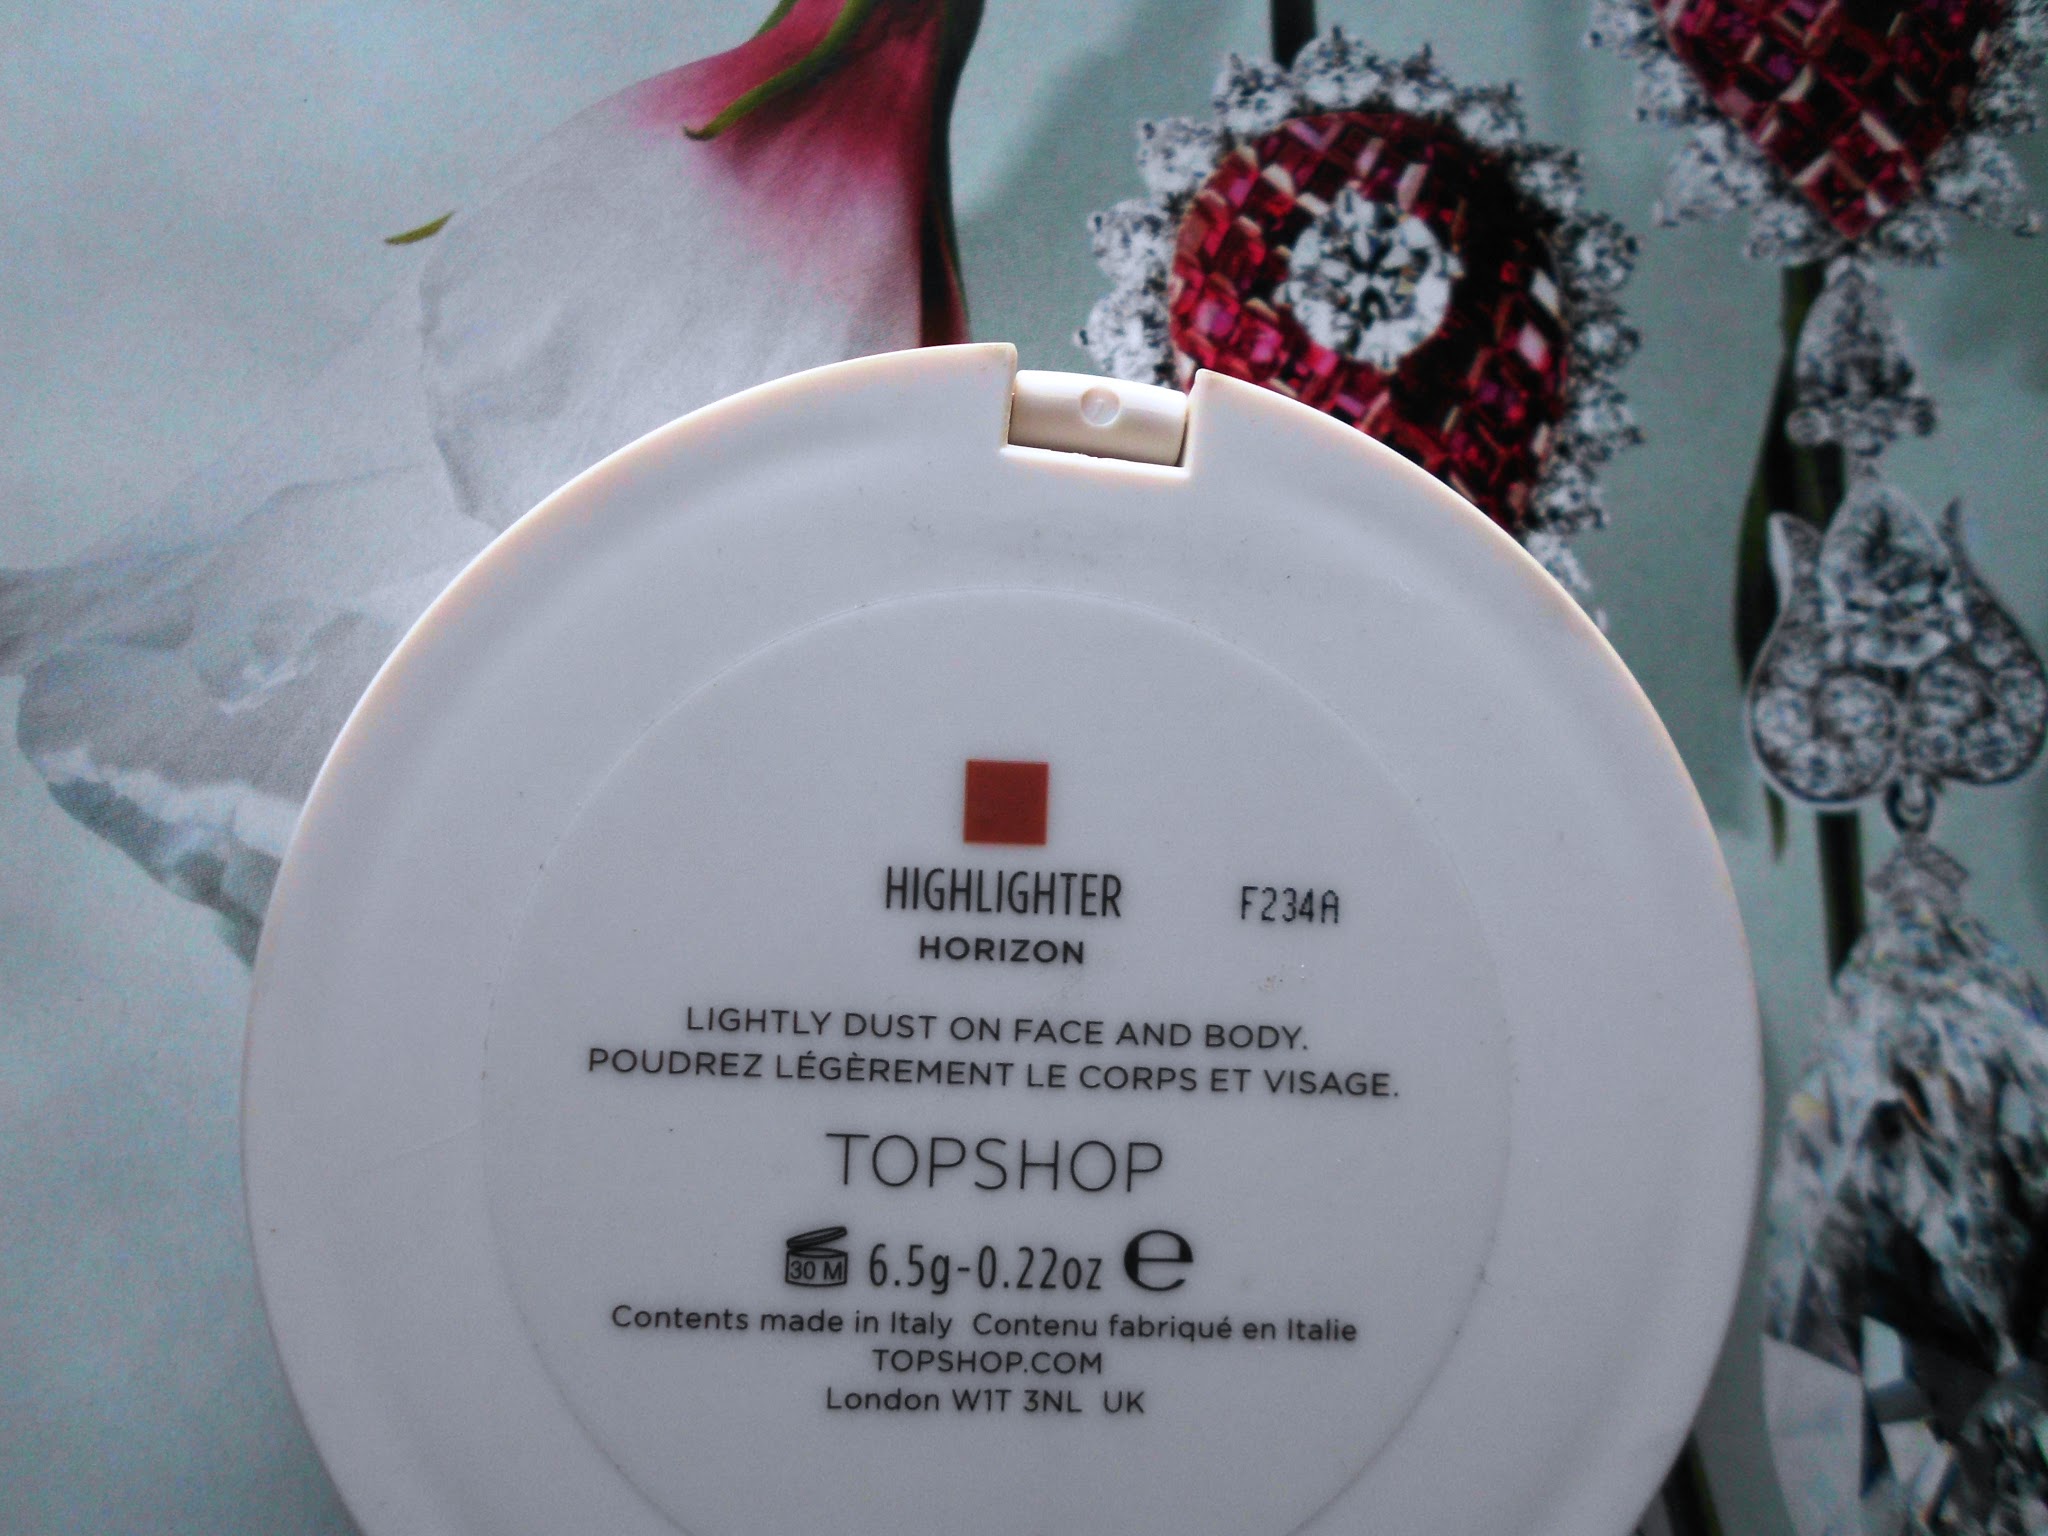 HIGHLIGHTER F234A
HORIZON
LIGHTLY DUST ON FACE AND BODY.
POUDREZ LÉGÈREMENT LE CORPS ET VISAGE.
TOPSHOP
30 M 6.5g-0.22oz e
Contents made in Italy Contenu fabriqué en Italie
TOPSHOP.COM
London W1T 3NL UK